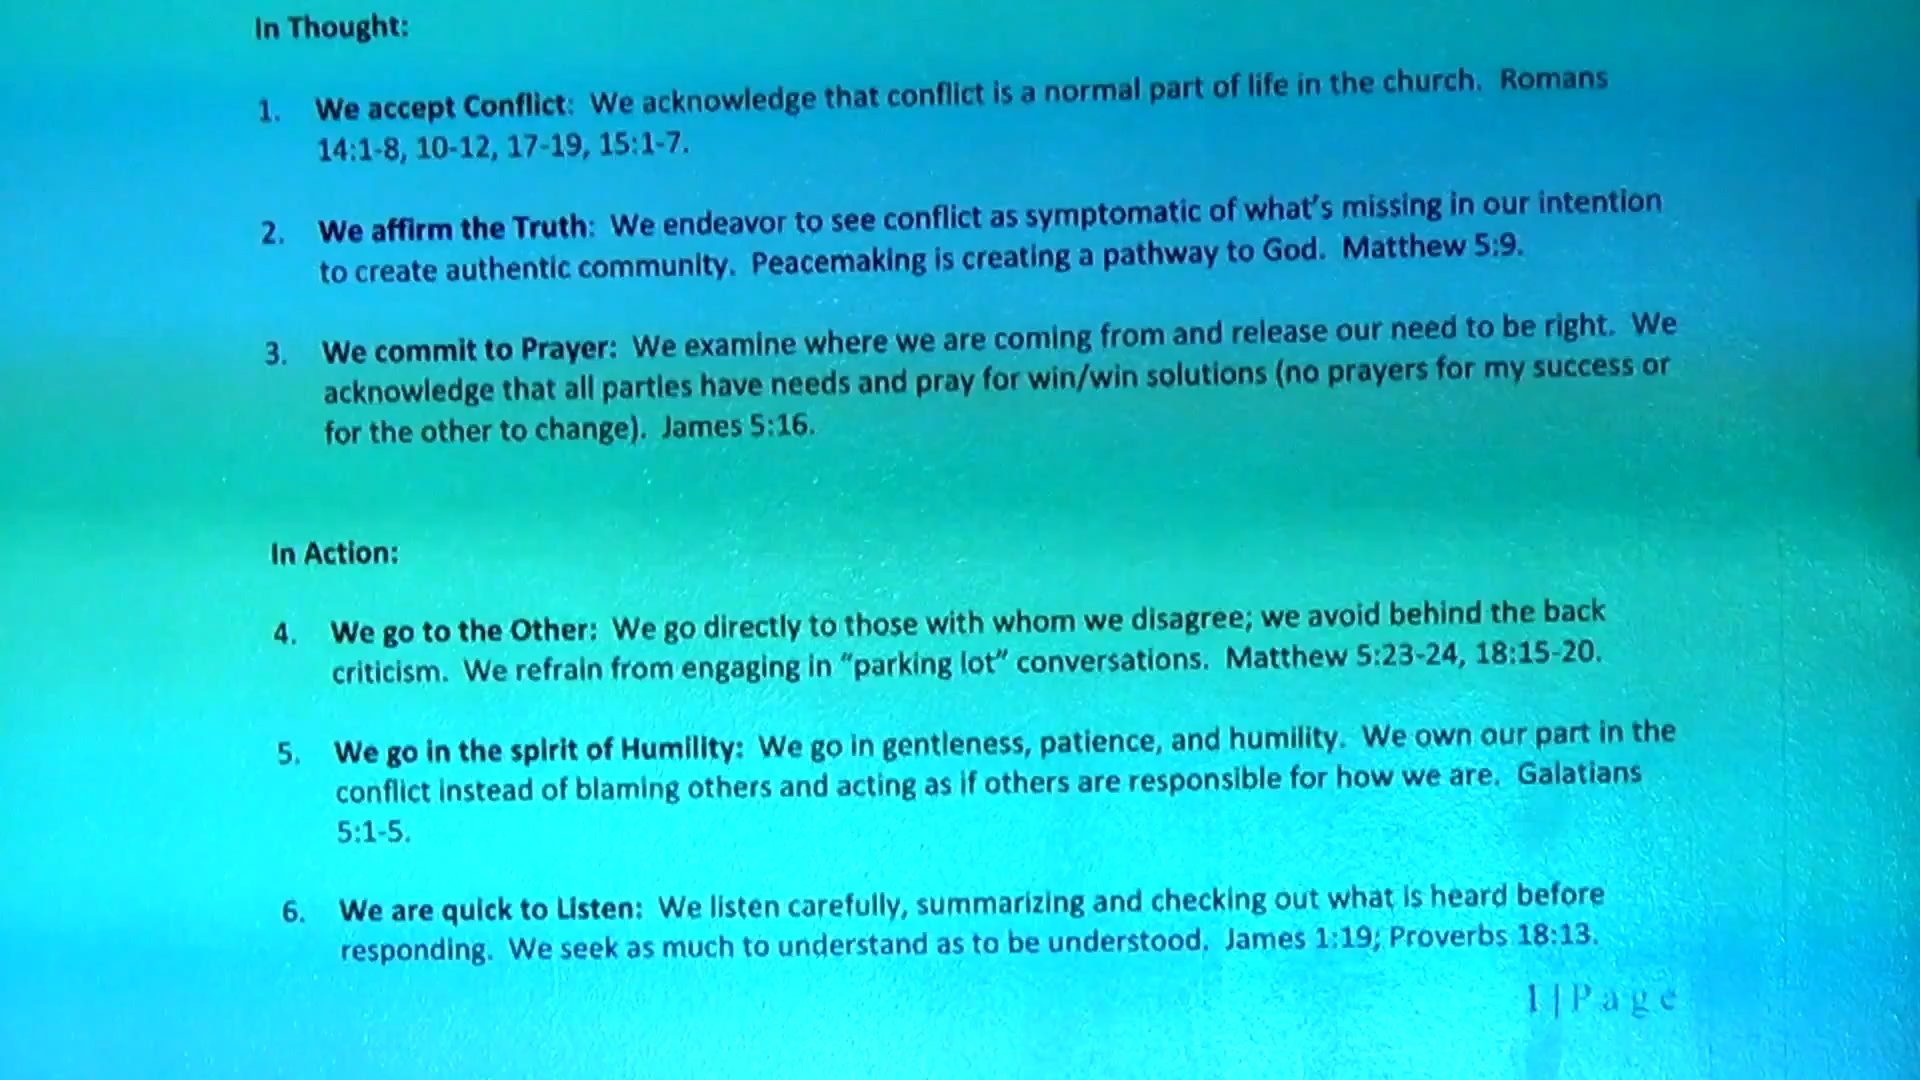 In Thought:
1. We accept Conflict: We acknowledge that conflict is a normal part of life in the church. Romans
14:1-8, 10-12, 17-19, 15:1-7.
2. We affirm the Truth: We endeavor to see conflict as symptomatic of what's missing in our intention
to create authentic community. Peacemaking is creating a pathway to God. Matthew 5:9.
3. We commit to Prayer: We examine where we are coming from and release our need to be right. We
acknowledge that all parties have needs and pray for win/win solutions (no prayers for my success or
for the other to change). James 5:16.
In Action:
4. We go to the Other: We go directly to those with whom we disagree; we avoid behind the back
criticism. We refrain from engaging in “parking lot” conversations. Matthew 5:23-24, 18:15-20.
5. We go in the spirit of Humility: We go in gentleness, patience, and humility. We own our part in the
conflict instead of blaming others and acting as if others are responsible for how we are. Galatians
5:1-5.
6. We are quick to Listen: We listen carefully, summarizing and checking out what is heard before
responding. We seek as much to understand as to be understood. James 1:19; Proverbs 18:13.
1 | P a g e